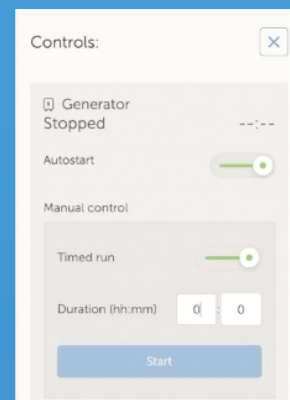 Controls:
Generator
Stopped --:--
Autostart
Manual control
Timed run
Duration (hh:mm) 0 : 0
Start